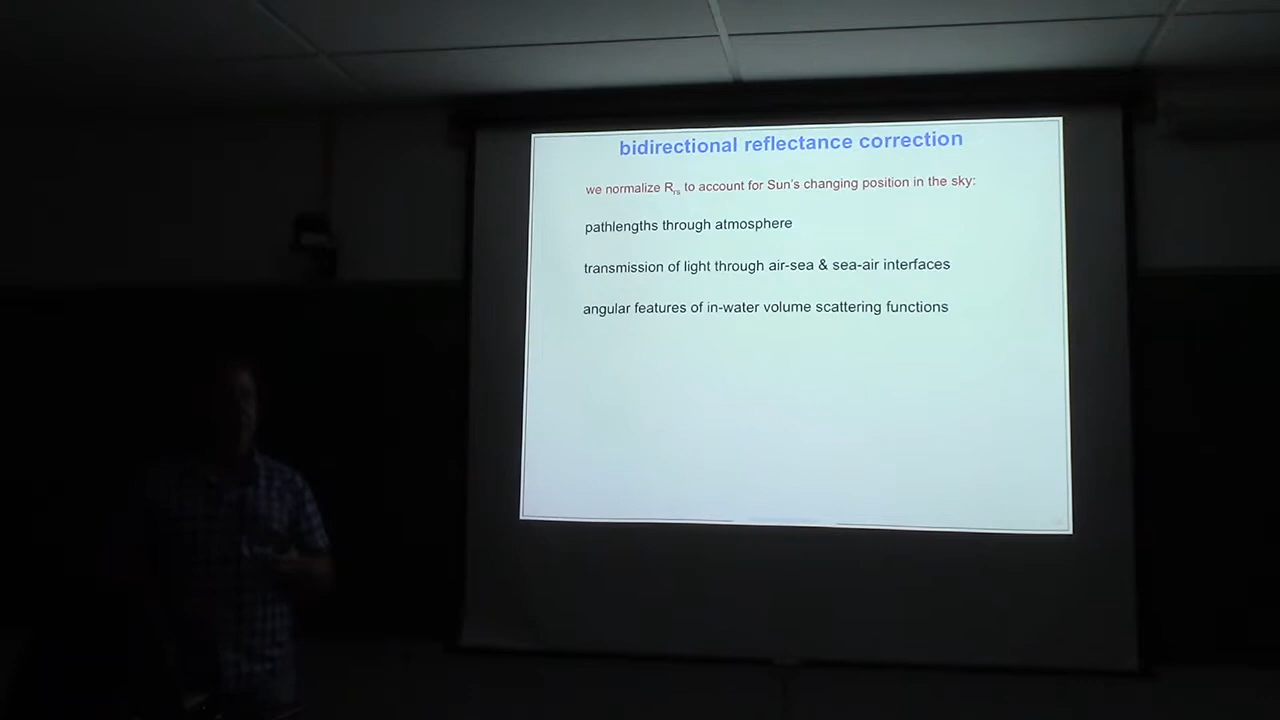 bidirectional reflectance correction
we normalize Rrs to account for Sun's changing position in the sky:
pathlengths through atmosphere
transmission of light through air-sea & sea-air interfaces
angular features of in-water volume scattering functions